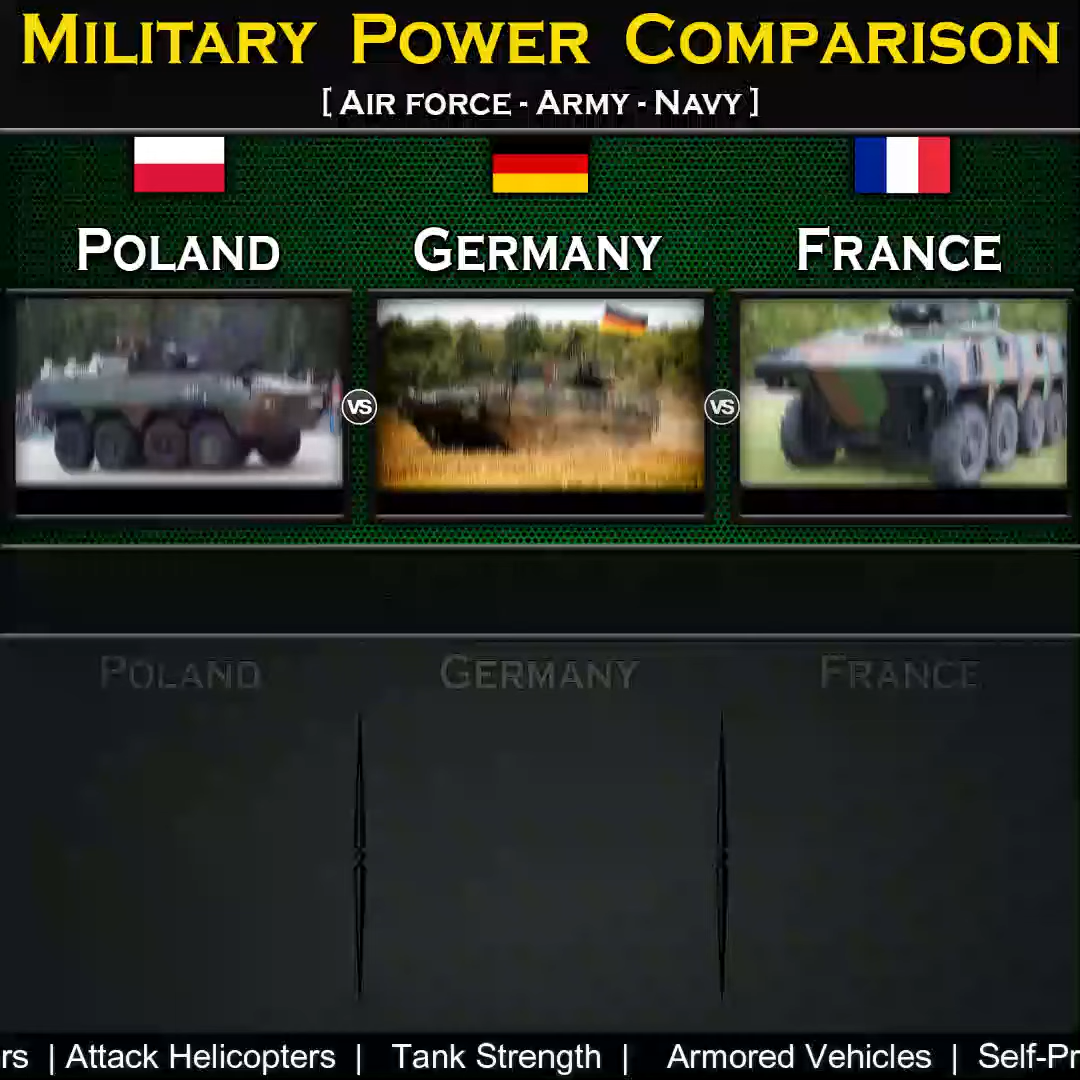 Military Power Comparison
[ Air force - Army - Navy ]
Poland Germany France
VS VS
Poland Germany France
rs | Attack Helicopters | Tank Strength | Armored Vehicles | Self-Pr